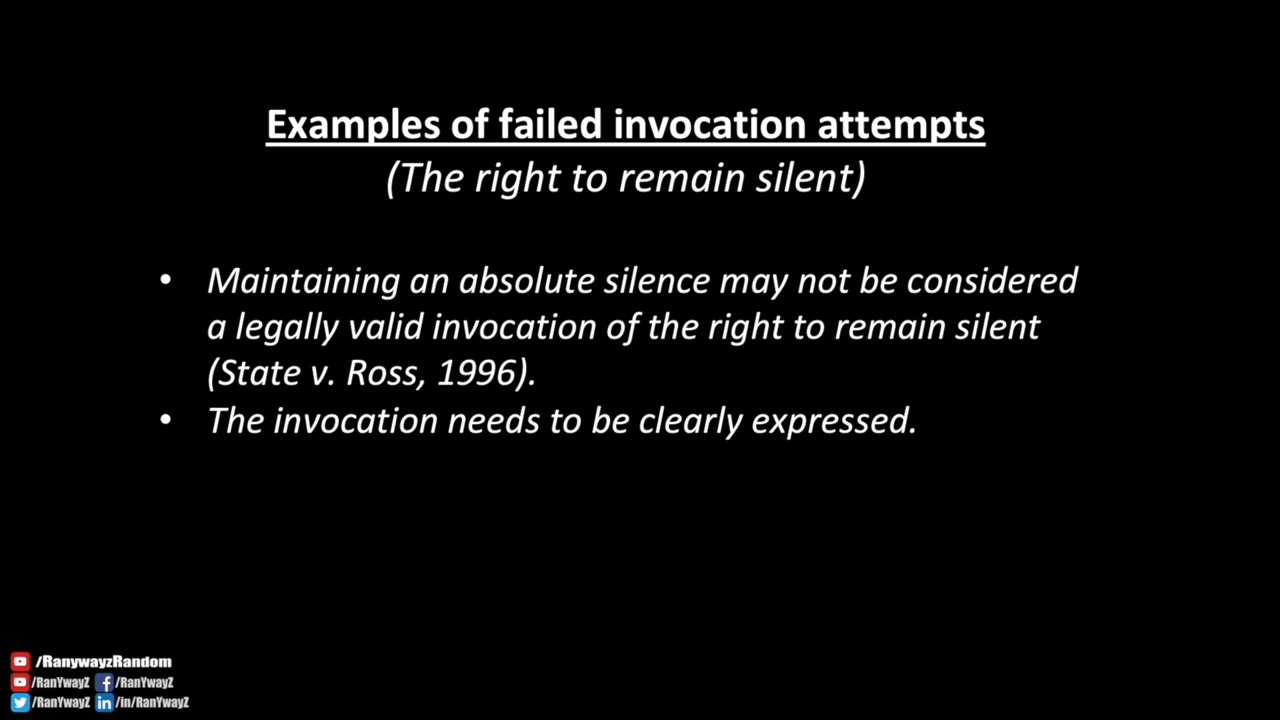 Examples of failed invocation attempts
(The right to remain silent)
• Maintaining an absolute silence may not be considered
a legally valid invocation of the right to remain silent
(State v. Ross, 1996).
• The invocation needs to be clearly expressed.
/RanywayzRandom
/RanYwayZ /RanYwayZ
/RanYwayZ /in/RanYwayZ